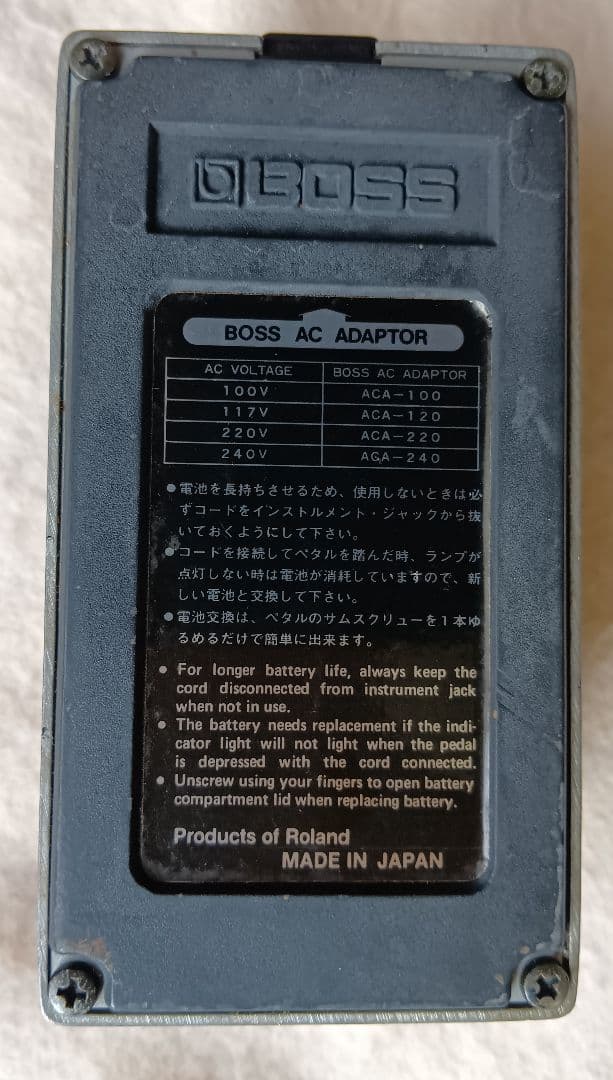 BOSS
BOSS AC ADAPTOR
AC VOLTAGE BOSS AC ADAPTOR
100V ACA-100
117V ACA-120
220V ACA-220
240V ACA-240
●電池を長持ちさせるため、使用しないときは必
ずコードをインストルメント・ジャックから抜
いておくようにして下さい。
●コードを接続してペタルを踏んだ時、ランプが
点灯しない時は電池が消耗していますので、新
しい電池と交換して下さい。
●電池交換は、ペタルのサムスクリューを1本ゆ
るめるだけで簡単に出来ます。
● For longer battery life, always keep the
cord disconnected from instrument jack
when not in use.
● The battery needs replacement if the indi-
cator light will not light when the pedal
is depressed with the cord connected.
● Unscrew using your fingers to open battery
compartment lid when replacing battery.
Products of Roland
MADE IN JAPAN